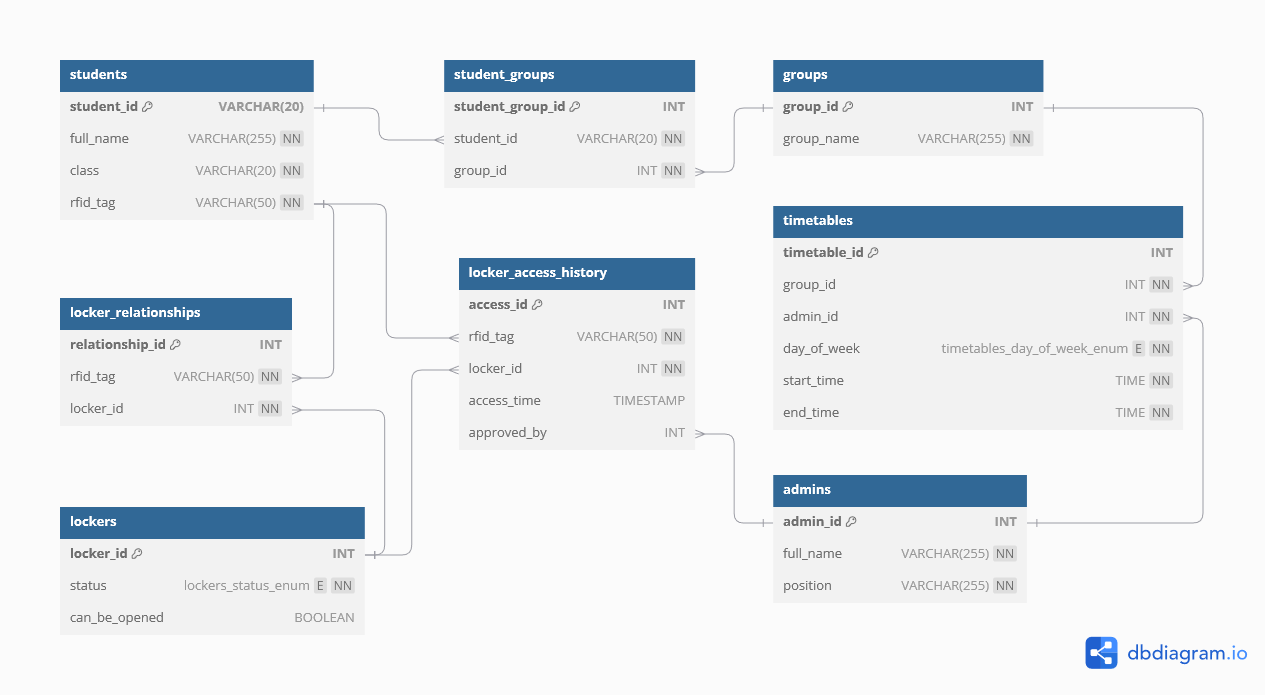 students
student_id VARCHAR(20)
full_name VARCHAR(255) NN
class VARCHAR(20) NN
rfid_tag VARCHAR(50) NN
student_groups
student_group_id INT
student_id VARCHAR(20) NN
group_id INT NN
groups
group_id INT
group_name VARCHAR(255) NN
timetables
timetable_id INT
group_id INT NN
admin_id INT NN
day_of_week timetables_day_of_week_enum E NN
start_time TIME NN
end_time TIME NN
locker_access_history
access_id INT
rfid_tag VARCHAR(50) NN
locker_id INT NN
access_time TIMESTAMP
approved_by INT
locker_relationships
relationship_id INT
rfid_tag VARCHAR(50) NN
locker_id INT NN
lockers
locker_id INT
status lockers_status_enum E NN
can_be_opened BOOLEAN
admins
admin_id INT
full_name VARCHAR(255) NN
position VARCHAR(255) NN
dbdiagram.io